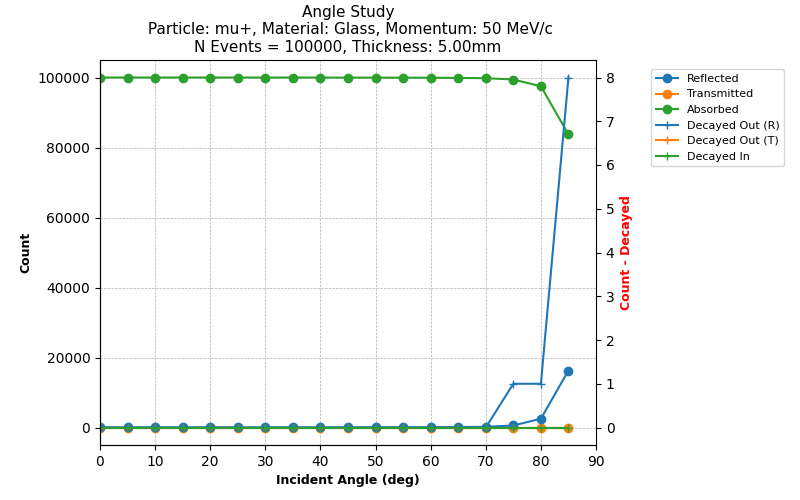 Angle Study
Particle: mu+, Material: Glass, Momentum: 50 MeV/c
N Events = 100000, Thickness: 5.00mm
100000
80000
60000
40000
20000
0
Count
8
7
6
5
4
3
2
1
0
Count - Decayed
0
10
20
30
40
50
60
70
80
90
Incident Angle (deg)
Reflected
Transmitted
Absorbed
Decayed Out (R)
Decayed Out (T)
Decayed In